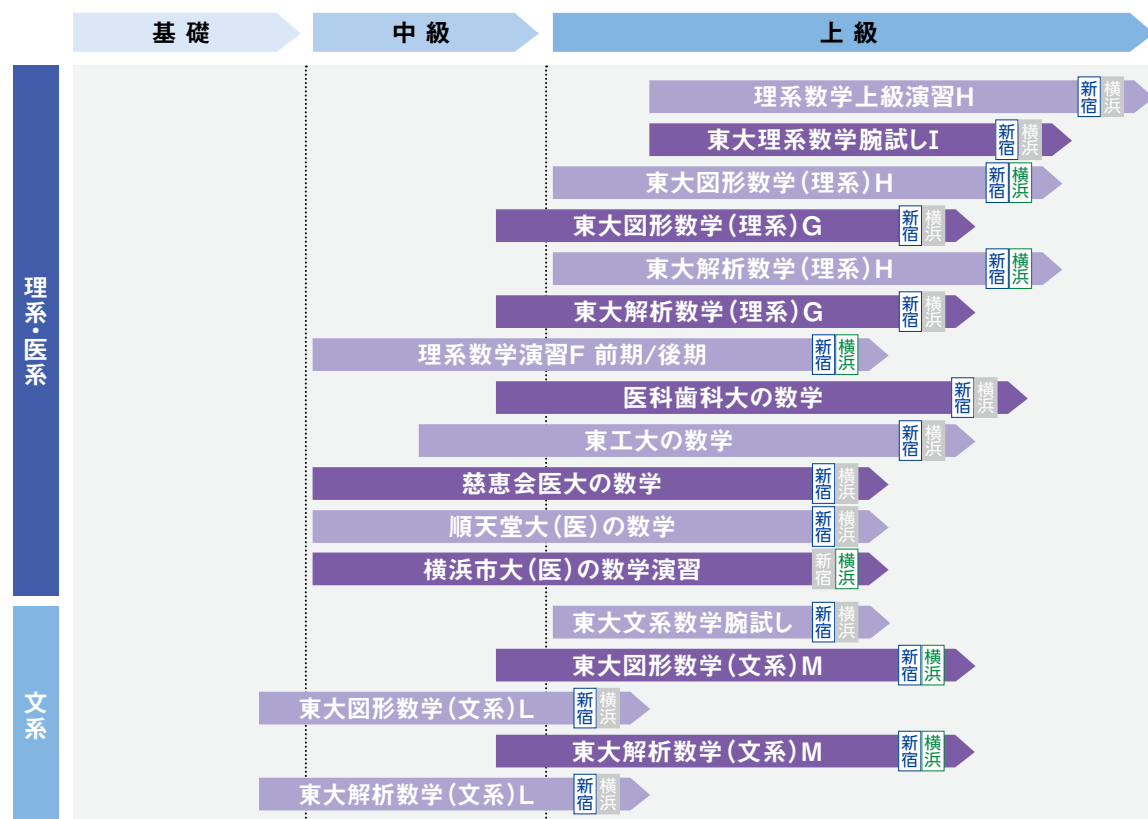 基礎 中級 上級
理系・医系
理系数学上級演習H 新宿 横浜
東大理系数学腕試しI 新宿 横浜
東大図形数学(理系)H 新宿 横浜
東大図形数学(理系)G 新宿 横浜
東大解析数学(理系)H 新宿 横浜
東大解析数学(理系)G 新宿 横浜
理系数学演習F 前期/後期 新宿 横浜
医科歯科大の数学 新宿 横浜
東工大の数学 新宿 横浜
慈恵会医大の数学 新宿 横浜
順天堂大(医)の数学 新宿 横浜
横浜市大(医)の数学演習 新宿 横浜
文系
東大文系数学腕試し 新宿 横浜
東大図形数学(文系)M 新宿 横浜
東大図形数学(文系)L 新宿 横浜
東大解析数学(文系)M 新宿 横浜
東大解析数学(文系)L 新宿 横浜